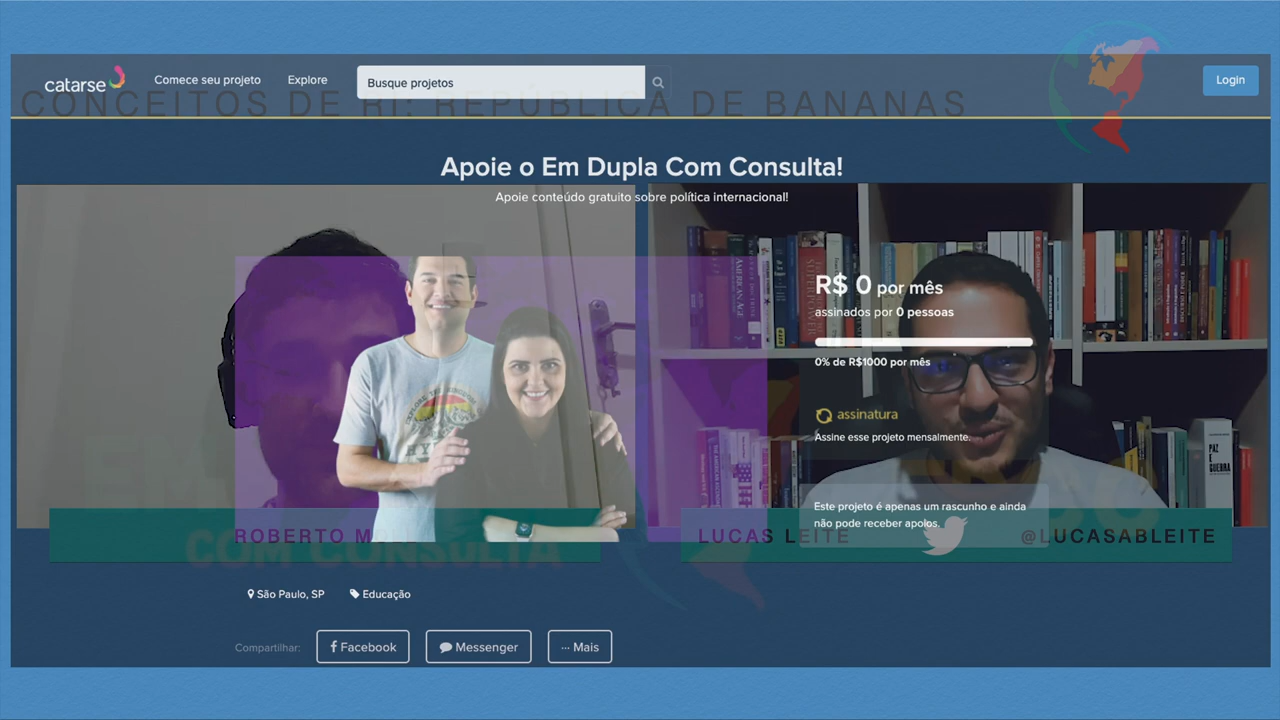 catarse
Comece seu projeto
Explore
Busque projetos
Login
CONCEITOS DE RI: REPÚBLICA DE BANANAS
Apoie o Em Dupla Com Consulta!
Apoie conteúdo gratuito sobre política internacional!
R$ 0 por mês
assinados por 0 pessoas
0% de R$1000 por mês
assinatura
Assine esse projeto mensalmente.
PAZ
E
GUERRA
Este projeto é apenas um rascunho e ainda
não pode receber apoios.
ROBERTO
LUCAS LEITE
@LUCASABLEITE
COM CONSULTA
São Paulo, SP
Educação
Compartilhar:
Facebook
Messenger
··· Mais